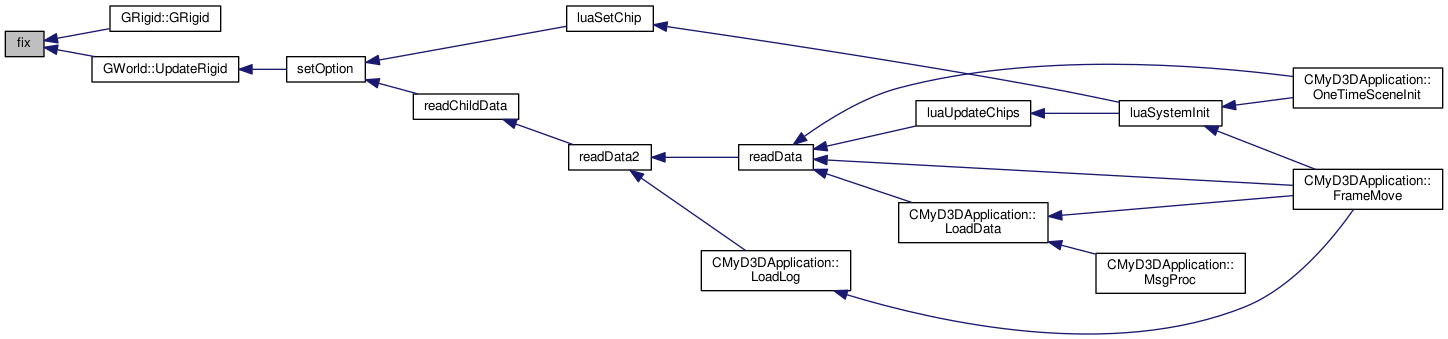 fix
GRigid::GRigid
GWorld::UpdateRigid
setOption
luaSetChip
readChildData
readData2
readData
CMyD3DApplication::
LoadLog
luaUpdateChips
CMyD3DApplication::
LoadData
luaSystemInit
CMyD3DApplication::
MsgProc
CMyD3DApplication::
OneTimeSceneInit
CMyD3DApplication::
FrameMove